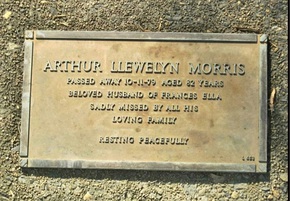 ARTHUR LLEWELYN MORRIS
PASSED AWAY 10-11-79 AGED 82 YEARS
BELOVED HUSBAND OF FRANCES ELLA
SADLY MISSED BY ALL HIS
LOVING FAMILY
RESTING PEACEFULLY